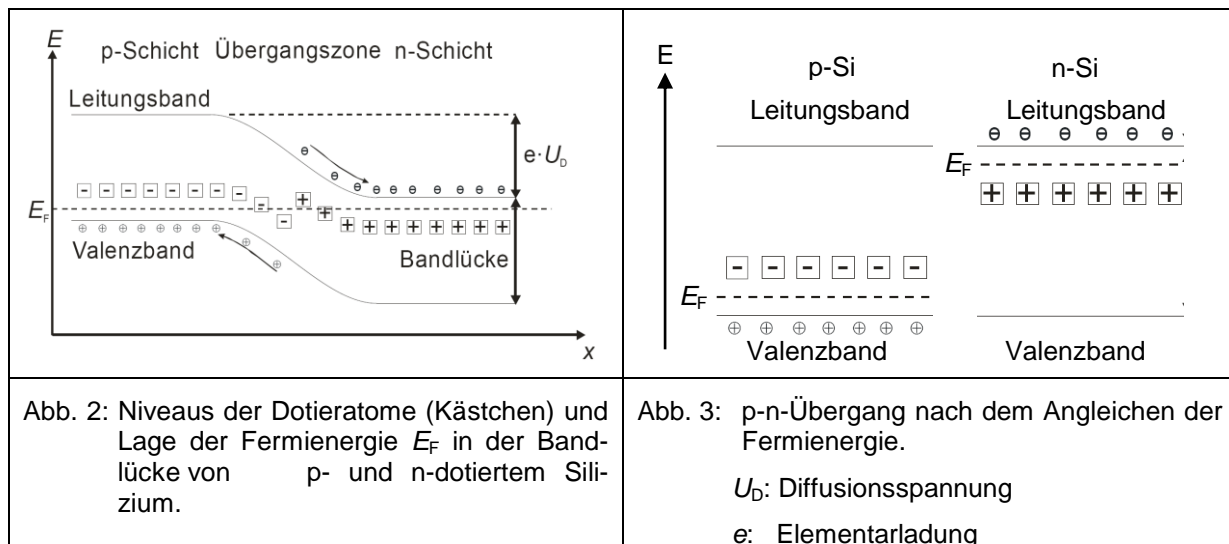 E
p-Schicht Übergangszone n-Schicht
Leitungsband
e·U_D
E_F
Valenzband
Bandlücke
x
E
p-Si
n-Si
Leitungsband
Leitungsband
E_F
E_F
Valenzband
Valenzband
Abb. 2: Niveaus der Dotieratome (Kästchen) und
Lage der Fermienergie E_F in der Band-
lücke von p- und n-dotiertem Sili-
zium.
Abb. 3: p-n-Übergang nach dem Angleichen der
Fermienergie.
U_D: Diffusionsspannung
e: Elementarladung